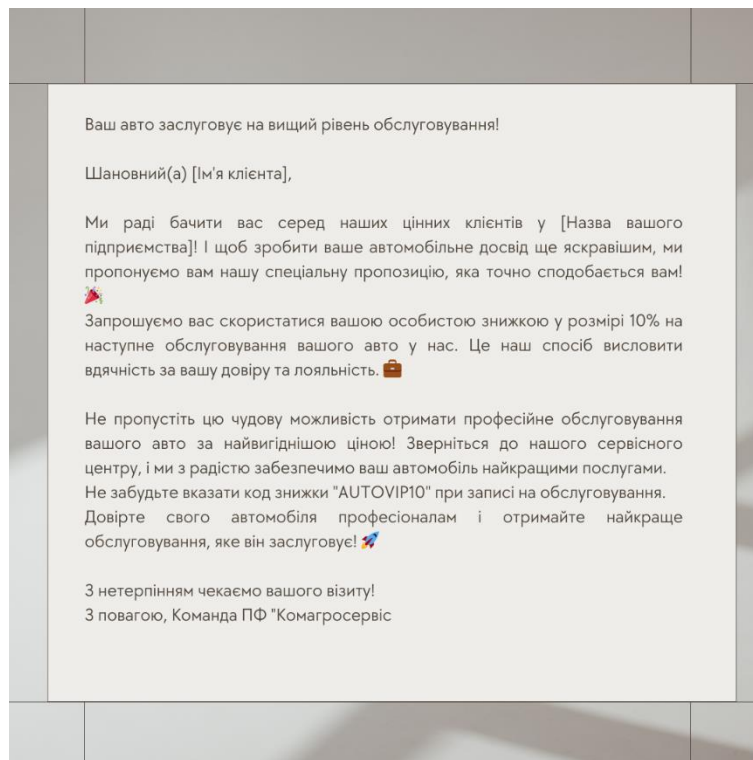 Ваш авто заслуговує на вищий рівень обслуговування!
Шановний(а) [Ім'я клієнта],
Ми раді бачити вас серед наших цінних клієнтів у [Назва вашого
підприємства]! І щоб зробити ваше автомобільне досвід ще яскравішим, ми
пропонуємо вам нашу спеціальну пропозицію, яка точно сподобається вам!
🎉
Запрошуємо вас скористатися вашою особистою знижкою у розмірі 10% на
наступне обслуговування вашого авто у нас. Це наш спосіб висловити
вдячність за вашу довіру та лояльність. 💼
Не пропустіть цю чудову можливість отримати професійне обслуговування
вашого авто за найвигіднішою ціною! Зверніться до нашого сервісного
центру, і ми з радістю забезпечимо ваш автомобіль найкращими послугами.
Не забудьте вказати код знижки "AUTOVIP10" при записі на обслуговування.
Довірте свого автомобіля професіоналам і отримайте найкраще
обслуговування, яке він заслуговує! 🚀
З нетерпінням чекаємо вашого візиту!
З повагою, Команда ПФ "Комагросервіс